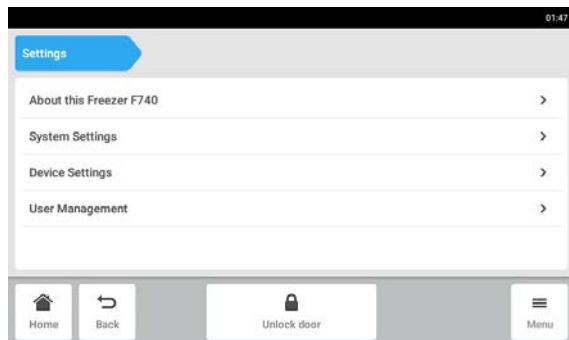 01:47
Settings
About this Freezer F740
System Settings
Device Settings
User Management
Home
Back
Unlock door
Menu